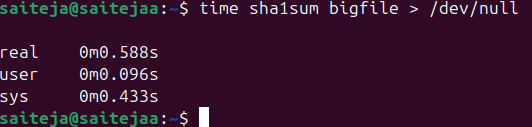 saiteja@saitejaa:~$ time sha1sum bigfile > /dev/null
real 0m0.588s
user 0m0.096s
sys 0m0.433s
saiteja@saitejaa:~$